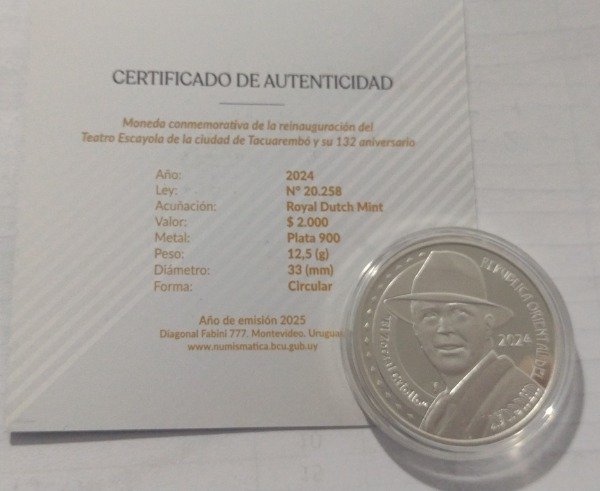 CERTIFICADO DE AUTENTICIDAD
Moneda conmemorativa de la reinauguración del
Teatro Escayola de la ciudad de Tacuarembó y su 132 aniversario
Año: 2024
Ley: N° 20.258
Acuñación: Royal Dutch Mint
Valor: $ 2.000
Metal: Plata 900
Peso: 12,5 (g)
Diámetro: 33 (mm)
Forma: Circular
Año de emisión 2025
Diagonal Fabini 777. Montevideo. Urugua
www.numismatica.bcu.gub.uy
REPÚBLICA ORIENTAL DEL
2024